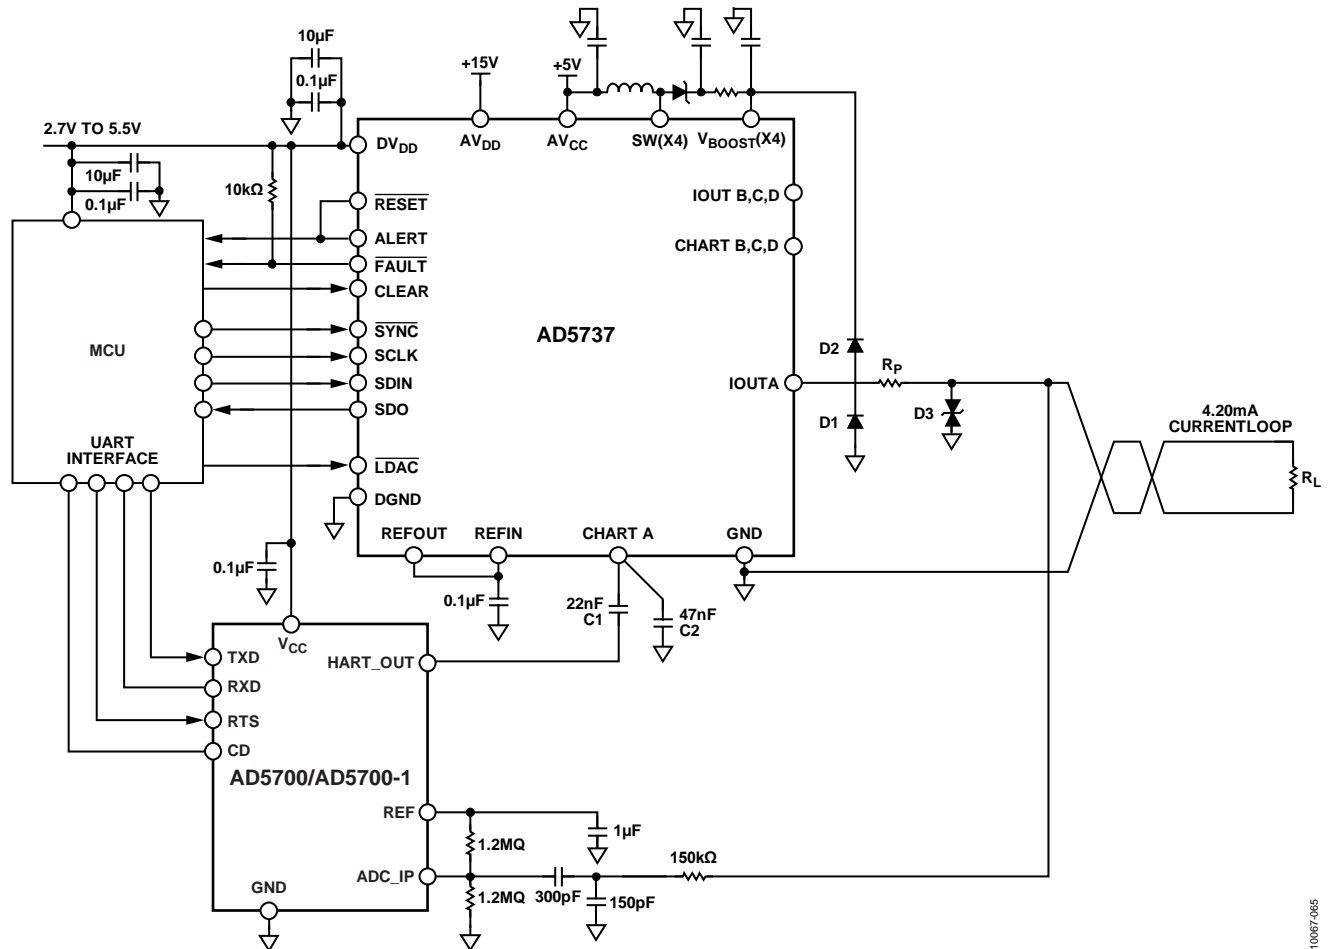 10µF
0.1µF
+15V
+5V
2.7V TO 5.5V
10µF
0.1µF
10kΩ
DVDD
AVDD
AVCC
SW(X4)
VBOOST(X4)
RESET
ALERT
FAULT
CLEAR
SYNC
SCLK
SDIN
SDO
LDAC
DGND
IOUT B,C,D
CHART B,C,D
AD5737
MCU
UART
INTERFACE
IOUTA
D2
D1
RP
D3
4.20mA
CURRENTLOOP
RL
REFOUT
REFIN
CHART A
GND
0.1µF
0.1µF
22nF
C1
47nF
C2
VCC
TXD
RXD
RTS
CD
HART_OUT
AD5700/AD5700-1
REF
ADC_IP
GND
1.2MQ
1.2MQ
1µF
300pF
150pF
150kΩ
10067-065